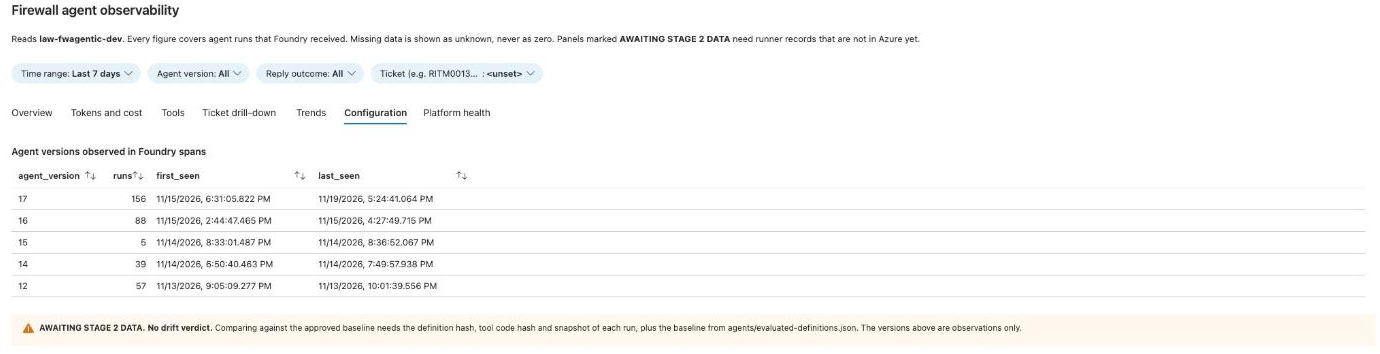 Firewall agent observability
Reads law-fwagentic-dev. Every figure covers agent runs that Foundry received. Missing data is shown as unknown, never as zero. Panels marked AWAITING STAGE 2 DATA need runner records that are not in Azure yet.
Time range: Last 7 days Agent version: All Reply outcome: All Ticket (e.g. RITM0013... : <unset>
Overview Tokens and cost Tools Ticket drill-down Trends Configuration Platform health
Agent versions observed in Foundry spans
agent_version ↑↓ runs↑↓ first_seen ↑↓ last_seen ↑↓
17 156 11/15/2026, 6:31:05.822 PM 11/19/2026, 5:24:41.064 PM
16 88 11/15/2026, 2:44:47.465 PM 11/15/2026, 4:27:49.715 PM
15 5 11/14/2026, 8:33:01.487 PM 11/14/2026, 8:36:52.067 PM
14 39 11/14/2026, 6:50:40.463 PM 11/14/2026, 7:49:57.938 PM
12 57 11/13/2026, 9:05:09.277 PM 11/13/2026, 10:01:39.556 PM
AWAITING STAGE 2 DATA. No drift verdict. Comparing against the approved baseline needs the definition hash, tool code hash and snapshot of each run, plus the baseline from agents/evaluated-definitions.json. The versions above are observations only.